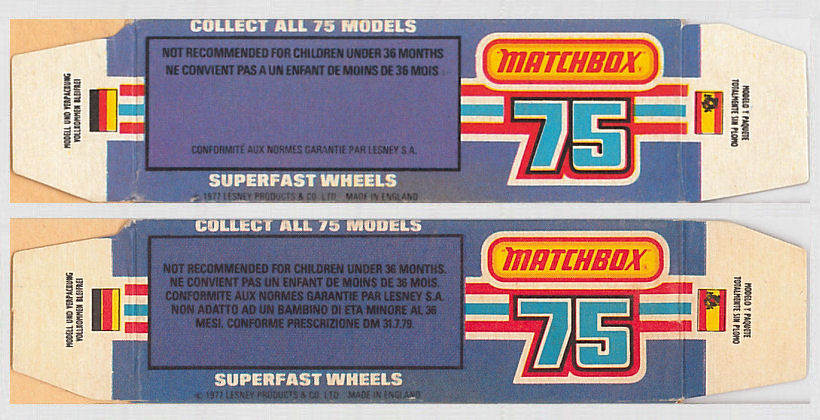 COLLECT ALL 75 MODELS
NOT RECOMMENDED FOR CHILDREN UNDER 36 MONTHS
NE CONVIENT PAS A UN ENFANT DE MOINS DE 36 MOIS
CONFORMITÉ AUX NORMES GARANTIE PAR LESNEY S.A.
SUPERFAST WHEELS
© 1977 LESNEY PRODUCTS & CO. LTD. MADE IN ENGLAND
MODELL UND VERPACKUNG
VOLLKOMMEN BLEIFREI
MATCHBOX
75
MODELO Y PAQUETE
TOTALMENTE SIN PLOMO
COLLECT ALL 75 MODELS
NOT RECOMMENDED FOR CHILDREN UNDER 36 MONTHS.
NE CONVIENT PAS UN ENFANT DE MOINS DE 36 MOIS.
CONFORMITÉ AUX NORMES GARANTIE PAR LESNEY S.A.
NON ADATTO AD UN BAMBINO DI ETA MINORE AL 36
MESI. CONFORME PRESCRIZIONE DM 31.7.79.
SUPERFAST WHEELS
© 1977 LESNEY PRODUCTS & CO. LTD. MADE IN ENGLAND
MODELL UND VERPACKUNG
VOLLKOMMEN BLEIFREI
MATCHBOX
75
MODELO Y PAQUETE
TOTALMENTE SIN PLOMO